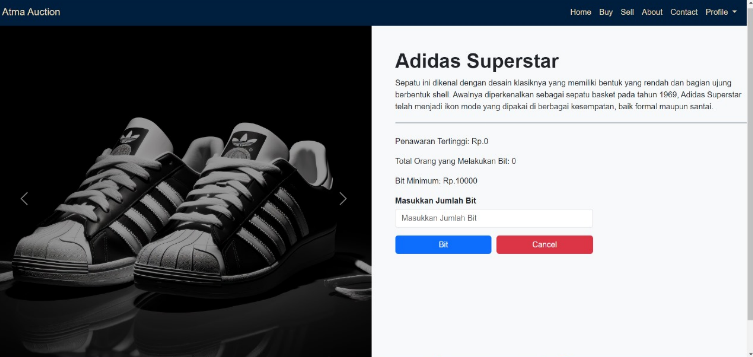 Atma Auction
Home Buy Sell About Contact Profile
Adidas Superstar
Sepatu ini dikenal dengan desain klasiknya yang memiliki bentuk yang rendah dan bagian ujung
berbentuk shell. Awalnya diperkenalkan sebagai sepatu basket pada tahun 1969, Adidas Superstar
telah menjadi ikon mode yang dipakai di berbagai kesempatan, baik formal maupun santai.
Penawaran Tertinggi: Rp.0
Total Orang yang Melakukan Bit: 0
Bit Minimum: Rp.10000
Masukkan Jumlah Bit
Masukkan Jumlah Bit
Bit Cancel